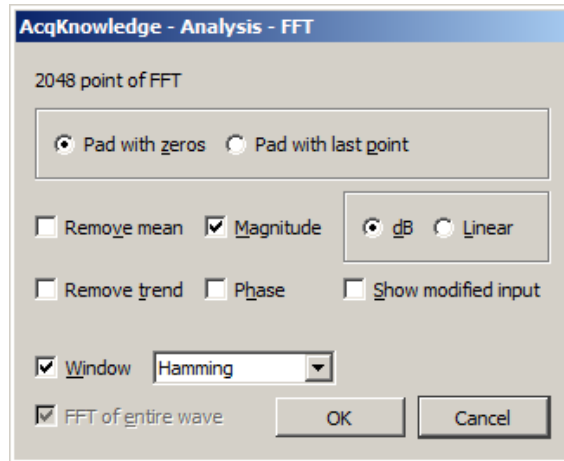 AcqKnowledge - Analysis - FFT
2048 point of FFT
Pad with zeros Pad with last point
Remove mean Magnitude dB Linear
Remove trend Phase Show modified input
Window Hamming
FFT of entire wave OK Cancel